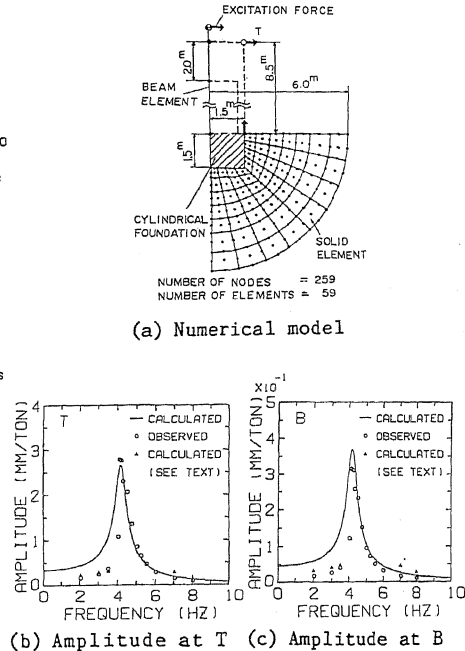 EXCITATION FORCE
T
2.0m
8.5m
BEAM
ELEMENT
6.0m
1.5m
1.5m
CYLINDRICAL
FOUNDATION
SOLID
ELEMENT
NUMBER OF NODES = 259
NUMBER OF ELEMENTS = 59
(a) Numerical model
AMPLITUDE (MM/TON)
4
3
2
1
0
T
— CALCULATED
○ OBSERVED
▲ CALCULATED
(SEE TEXT)
0 2 4 6 8 10
FREQUENCY (HZ)
(b) Amplitude at T
×10⁻¹
AMPLITUDE (MM/TON)
5
4
3
2
1
0
B
— CALCULATED
○ OBSERVED
▲ CALCULATED
(SEE TEXT)
0 2 4 6 8 10
FREQUENCY (HZ)
(c) Amplitude at B